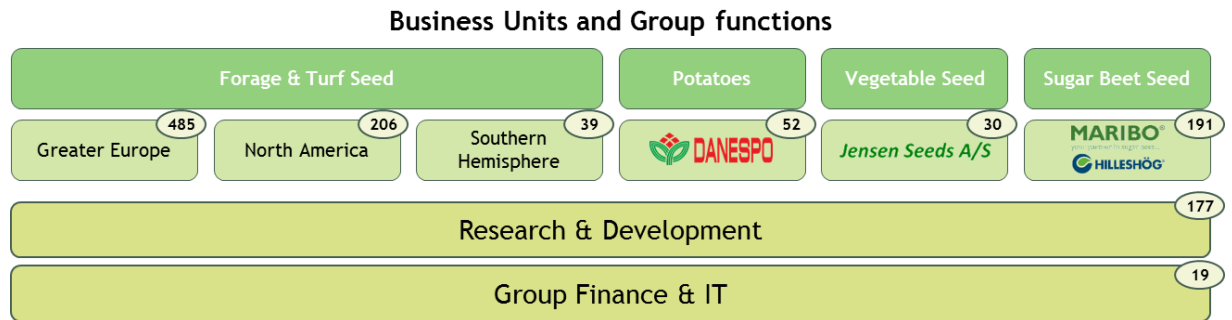 Business Units and Group functions
Forage & Turf Seed
Potatoes
Vegetable Seed
Sugar Beet Seed
485
206
39
52
30
191
Greater Europe
North America
Southern
Hemisphere
DANESPO
Jensen Seeds A/S
MARIBO®
HILLESHÖG®
177
Research & Development
19
Group Finance & IT